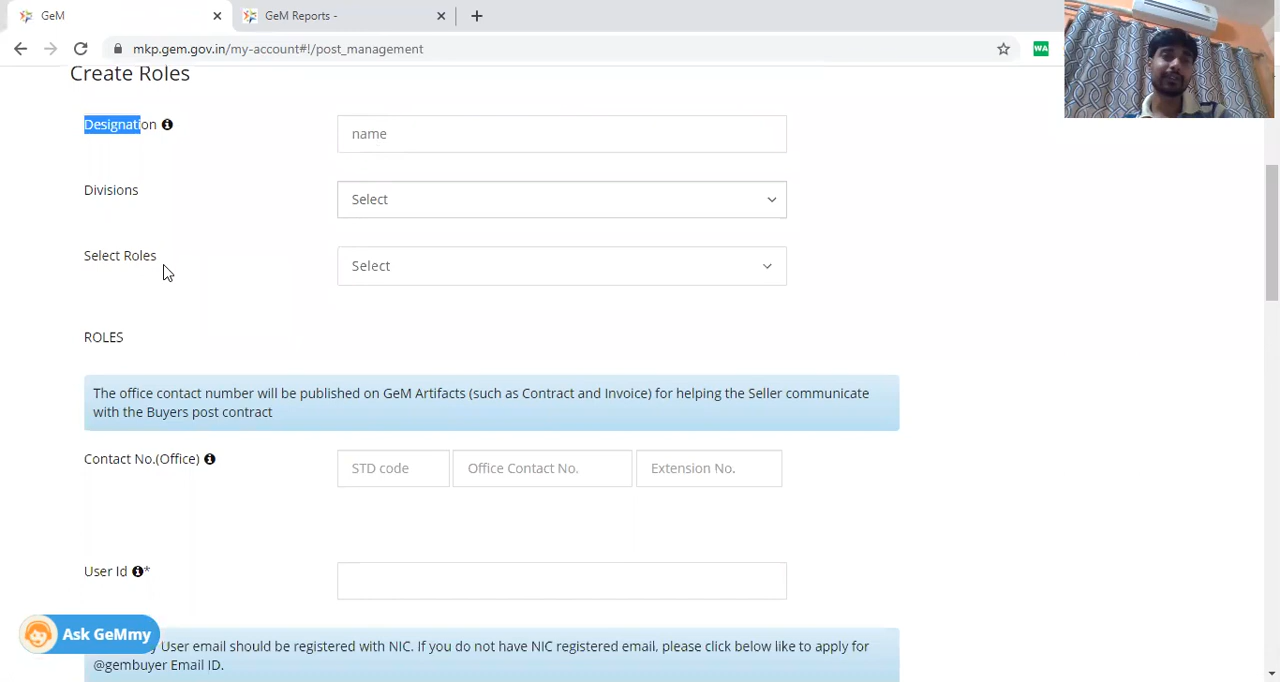 GeM
GeM Reports -
mkp.gem.gov.in/my-account#!/post_management
WA
Create Roles
Designation
name
Divisions
Select
Select Roles
Select
ROLES
The office contact number will be published on GeM Artifacts (such as Contract and Invoice) for helping the Seller communicate
with the Buyers post contract
Contact No.(Office)
STD code
Office Contact No.
Extension No.
User Id *
Ask GeMmy
User email should be registered with NIC. If you do not have NIC registered email, please click below like to apply for
@gembuyer Email ID.